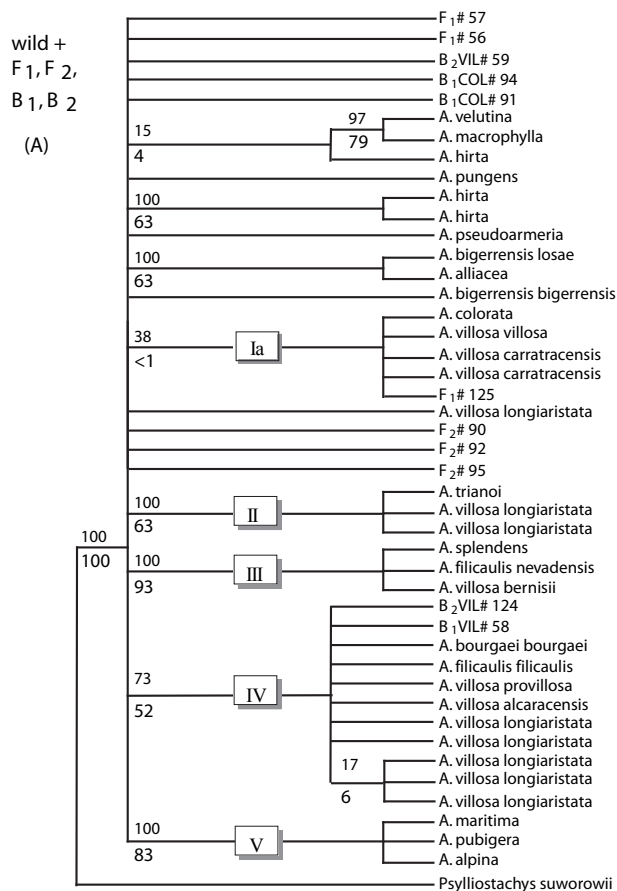 wild +
F1, F2,
B1, B2
(A)
F1# 57
F1# 56
B2VIL# 59
B1COL# 94
B1COL# 91
15
4
97
79
A. velutina
A. macrophylla
A. hirta
A. pungens
100
63
A. hirta
A. hirta
A. pseudoarmeria
100
63
A. bigerrensis losae
A. alliacea
A. bigerrensis bigerrensis
38
<1
Ia
A. colorata
A. villosa villosa
A. villosa carratracensis
A. villosa carratracensis
F1# 125
A. villosa longiaristata
F2# 90
F2# 92
F2# 95
100
63
II
A. trianoi
A. villosa longiaristata
A. villosa longiaristata
100
100
100
93
III
A. splendens
A. filicaulis nevadensis
A. villosa bernisii
73
52
IV
B2VIL# 124
B1VIL# 58
A. bourgaei bourgaei
A. filicaulis filicaulis
A. villosa provillosa
A. villosa alcaracensis
A. villosa longiaristata
A. villosa longiaristata
17
6
A. villosa longiaristata
A. villosa longiaristata
A. villosa longiaristata
100
83
V
A. maritima
A. pubigera
A. alpina
Psylliostachys suworowii